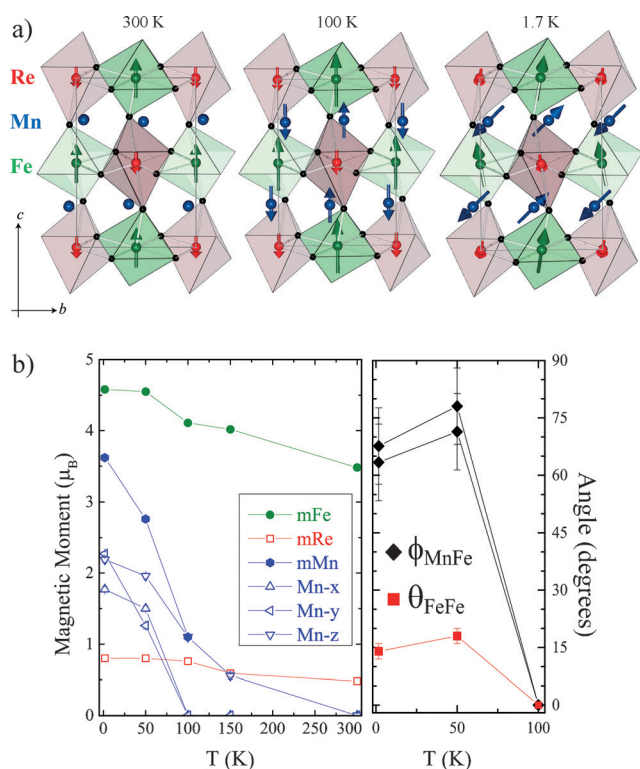 a)
300 K
100 K
1.7 K
Re
Mn
Fe
c
b
b)
5
4
3
2
1
0
Magnetic Moment (μB)
mFe
mRe
mMn
Mn-x
Mn-y
Mn-z
0 50 100 150 200 250 300
T (K)
90
75
60
45
30
15
0
Angle (degrees)
ϕMnFe
θFeFe
0 50 100
T (K)